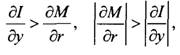 ∂I/∂y > ∂M/∂r, |∂M/∂r| > |∂I/∂y|,